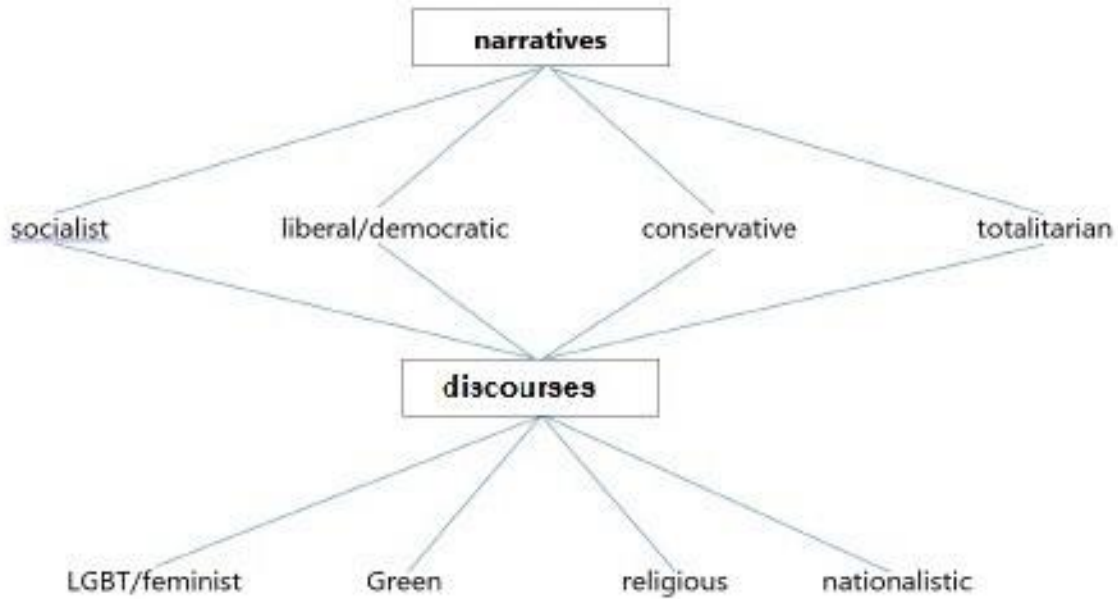 narratives
socialist liberal/democratic conservative totalitarian
discourses
LGBT/feminist Green religious nationalistic